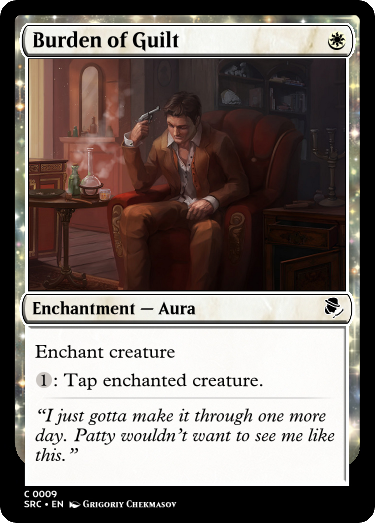 Burden of Guilt
Enchantment — Aura
Enchant creature
1: Tap enchanted creature.
“I just gotta make it through one more
day. Patty wouldn’t want to see me like
this.”
C 0009
SRC • EN Grigoriy Chekmasov